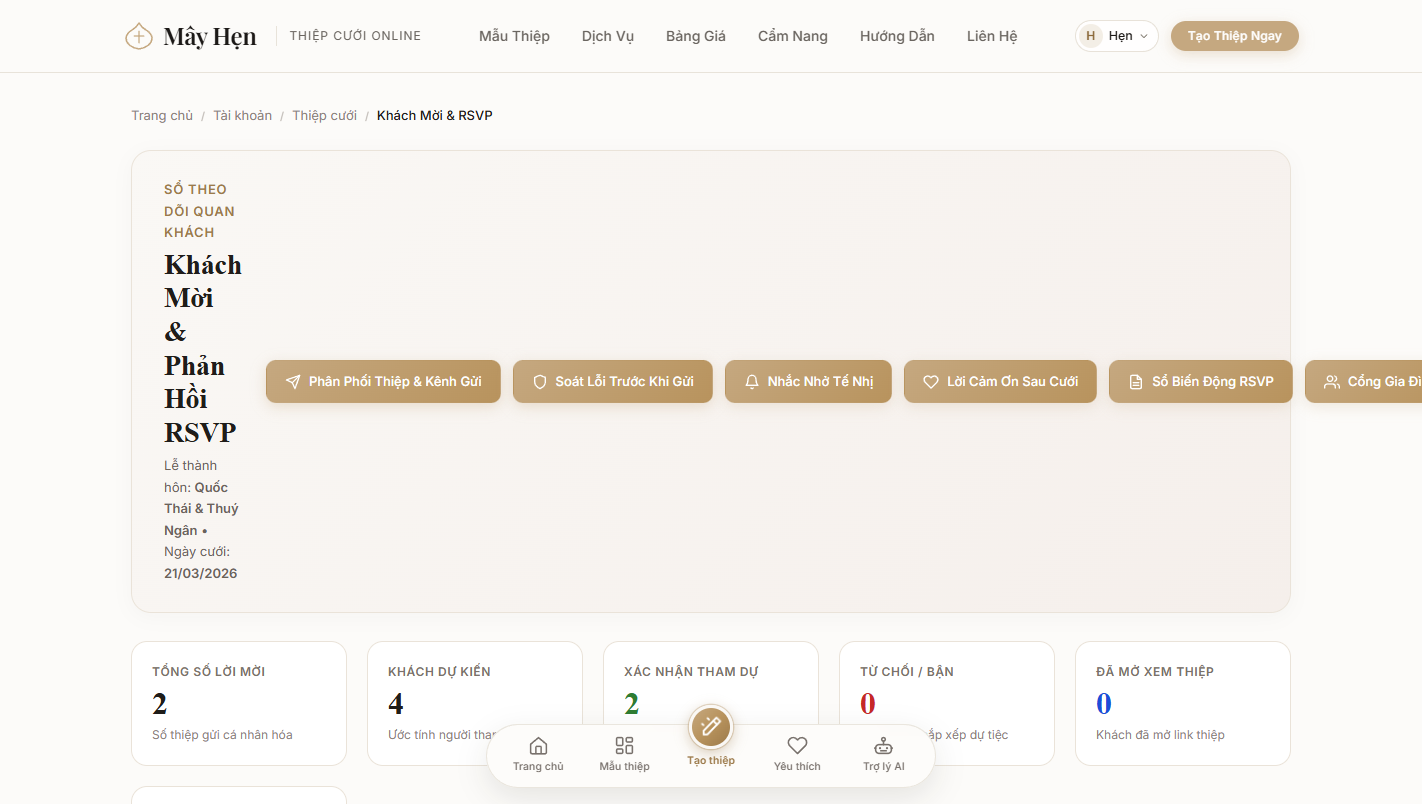 Mây Hẹn
THIỆP CƯỚI ONLINE
Mẫu Thiệp
Dịch Vụ
Bảng Giá
Cẩm Nang
Hướng Dẫn
Liên Hệ
H
Hẹn
Tạo Thiệp Ngay
Trang chủ / Tài khoản / Thiệp cưới / Khách Mời & RSVP
SỔ THEO
DÕI QUAN
KHÁCH
Khách
Mời
&
Phản
Hồi
RSVP
Lễ thành
hôn: Quốc
Thái & Thuý
Ngân •
Ngày cưới:
21/03/2026
Phân Phối Thiệp & Kênh Gửi
Soát Lỗi Trước Khi Gửi
Nhắc Nhở Tế Nhị
Lời Cảm Ơn Sau Cưới
Sổ Biến Động RSVP
Cổng Gia Đì
TỔNG SỐ LỜI MỜI
2
Số thiệp gửi cá nhân hóa
KHÁCH DỰ KIẾN
4
Ước tính người
XÁC NHẬN THAM DỰ
2
TỪ CHỐI / BẬN
0
xếp dự tiệc
ĐÃ MỞ XEM THIỆP
0
Khách đã mở link thiệp
Trang chủ
Mẫu thiệp
Tạo thiệp
Yêu thích
Trợ lý AI